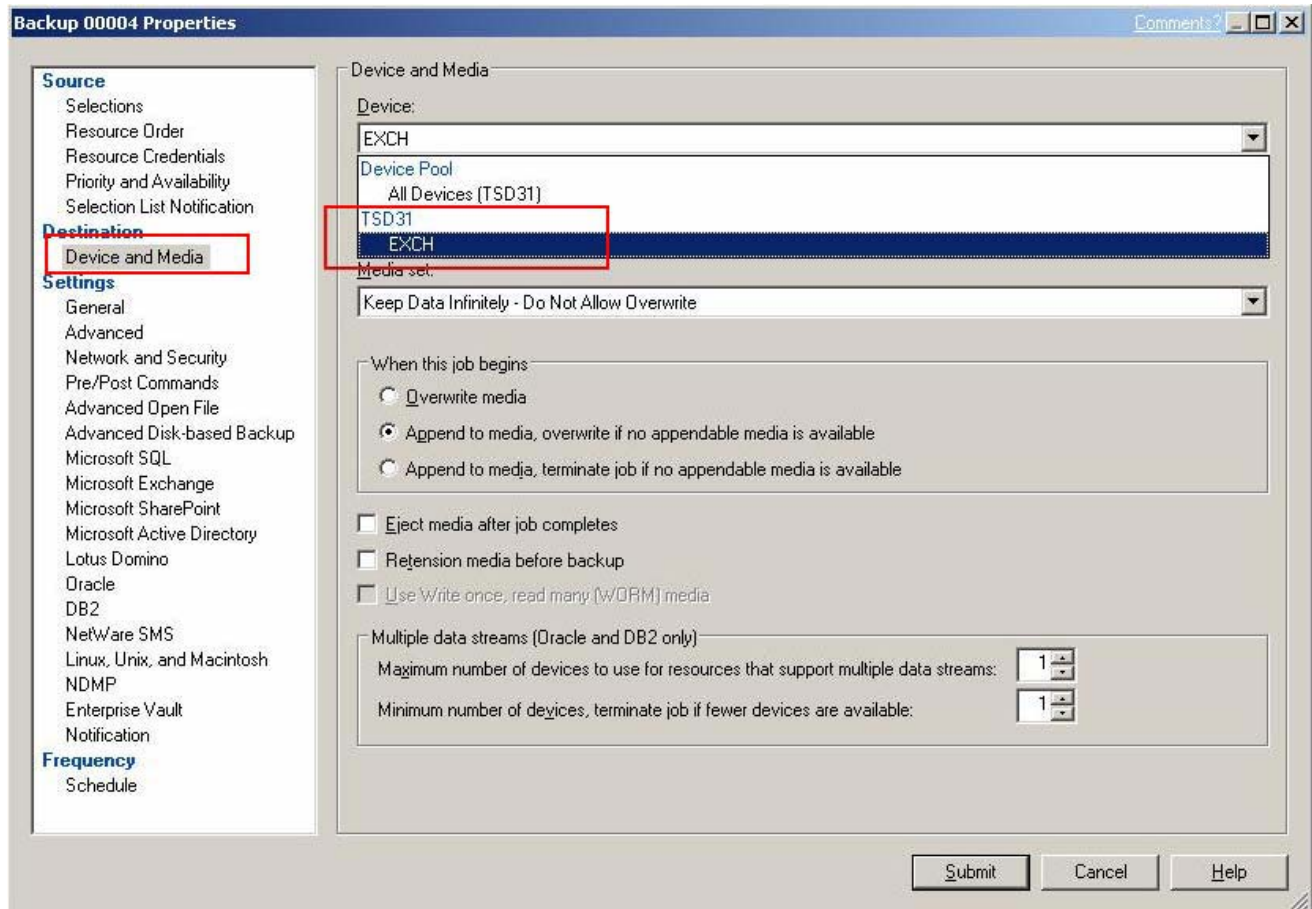 Backup 00004 Properties
Comments?
Source
Selections
Resource Order
Resource Credentials
Priority and Availability
Selection List Notification
Destination
Device and Media
Settings
General
Advanced
Network and Security
Pre/Post Commands
Advanced Open File
Advanced Disk-based Backup
Microsoft SQL
Microsoft Exchange
Microsoft SharePoint
Microsoft Active Directory
Lotus Domino
Oracle
DB2
NetWare SMS
Linux, Unix, and Macintosh
NDMP
Enterprise Vault
Notification
Frequency
Schedule
Device and Media
Device:
EXCH
Device Pool
All Devices (TSD31)
TSD31
EXCH
Media set:
Keep Data Infinitely - Do Not Allow Overwrite
When this job begins
Overwrite media
Append to media, overwrite if no appendable media is available
Append to media, terminate job if no appendable media is available
Eject media after job completes
Retension media before backup
Use Write once, read many (WORM) media
Multiple data streams (Oracle and DB2 only)
Maximum number of devices to use for resources that support multiple data streams: 1
Minimum number of devices, terminate job if fewer devices are available: 1
Submit Cancel Help